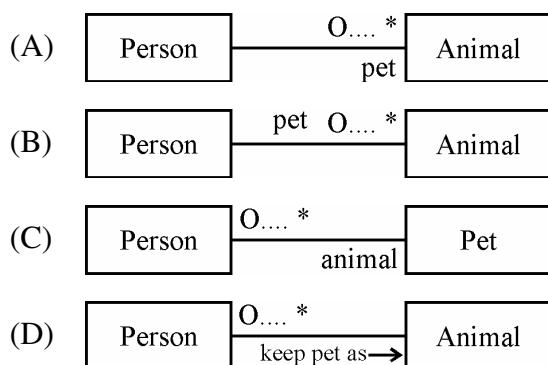 (A) Person O.... * pet Animal
(B) Person pet O.... * Animal
(C) Person O.... * animal Pet
(D) Person O.... * keep pet as Animal